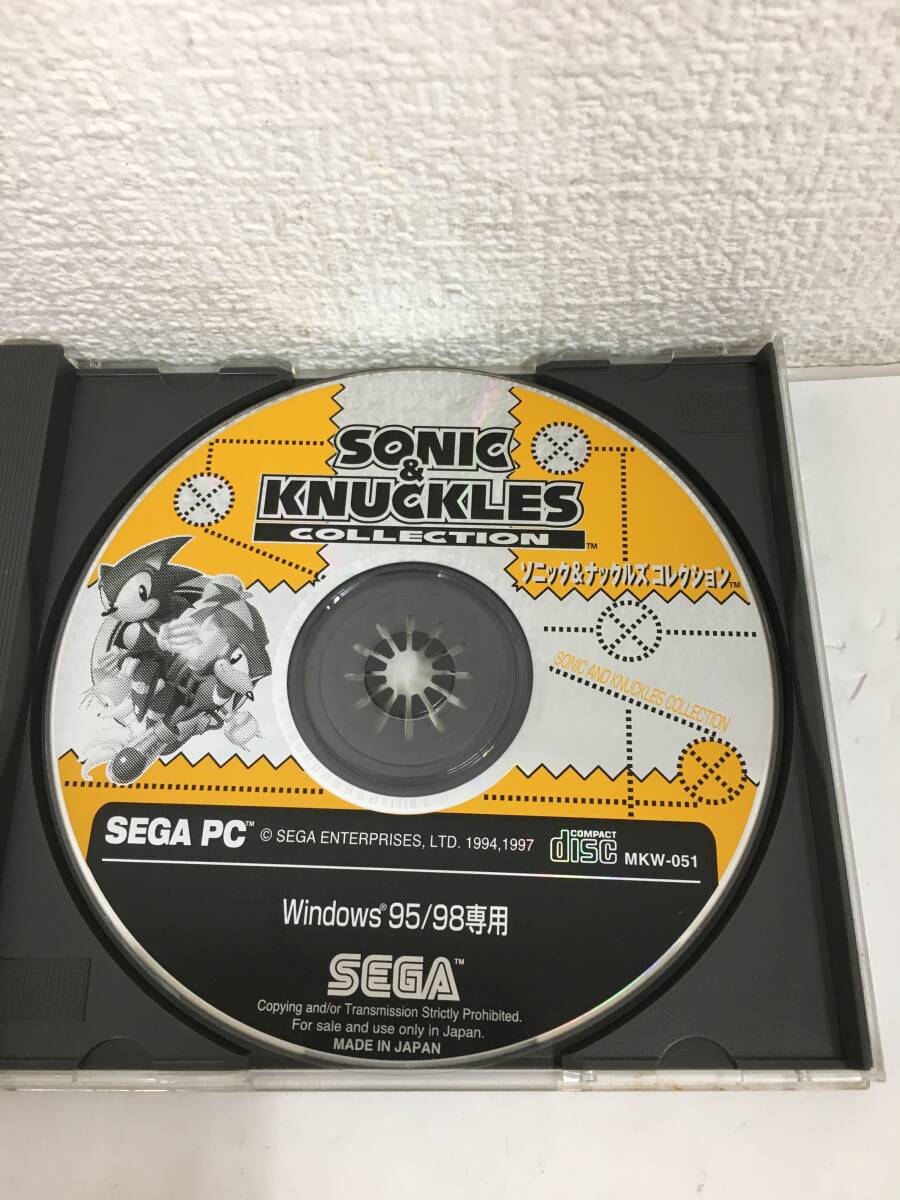 SONIC
&
KNUCKLES
COLLECTION™
ソニック&ナックルズ コレクション™
SONIC AND KNUCKLES COLLECTION
SEGA PC™ © SEGA ENTERPRISES, LTD. 1994,1997 COMPACT disc MKW-051
Windows® 95/98専用
SEGA™
Copying and/or Transmission Strictly Prohibited.
For sale and use only in Japan.
MADE IN JAPAN